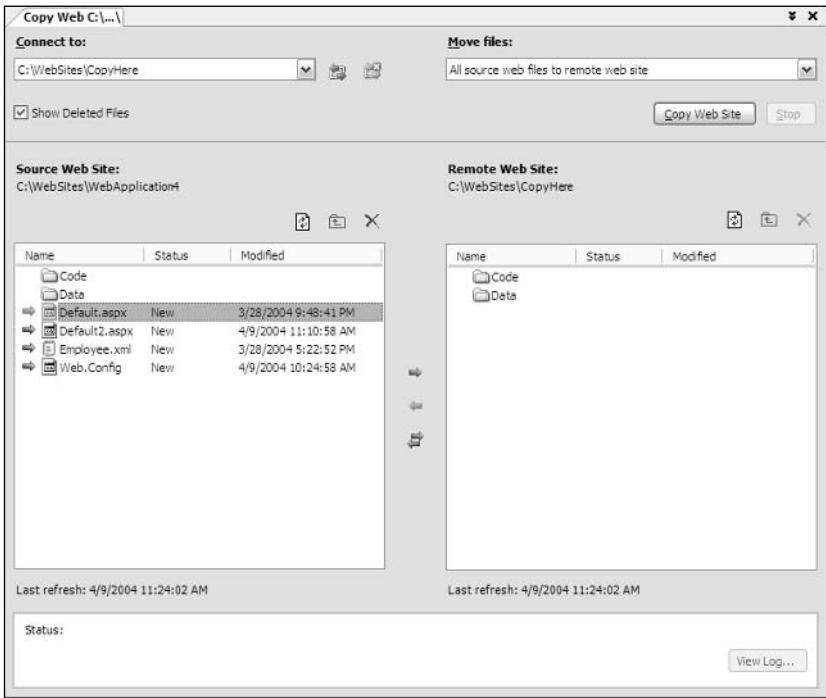 Copy Web C:\...\
Connect to:
C:\WebSites\CopyHere
Show Deleted Files
Move files:
All source web files to remote web site
Copy Web Site Stop
Source Web Site:
C:\WebSites\WebApplication4
Name Status Modified
Code
Data
Default.aspx New 3/28/2004 9:48:41 PM
Default2.aspx New 4/9/2004 11:10:58 AM
Employee.xml New 3/28/2004 5:22:52 PM
Web.Config New 4/9/2004 10:24:58 AM
Last refresh: 4/9/2004 11:24:02 AM
Remote Web Site:
C:\WebSites\CopyHere
Name Status Modified
Code
Data
Last refresh: 4/9/2004 11:24:02 AM
Status:
View Log...